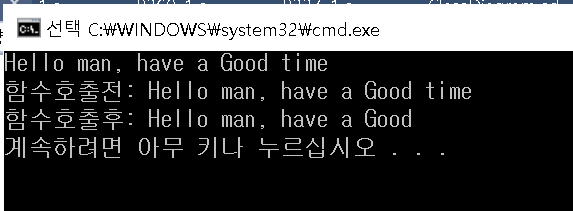 선택 C:₩WINDOWS₩system32₩cmd.exe
Hello man, have a Good time
함수호출전: Hello man, have a Good time
함수호출후: Hello man, have a Good
계속하려면 아무 키나 누르십시오 . . .